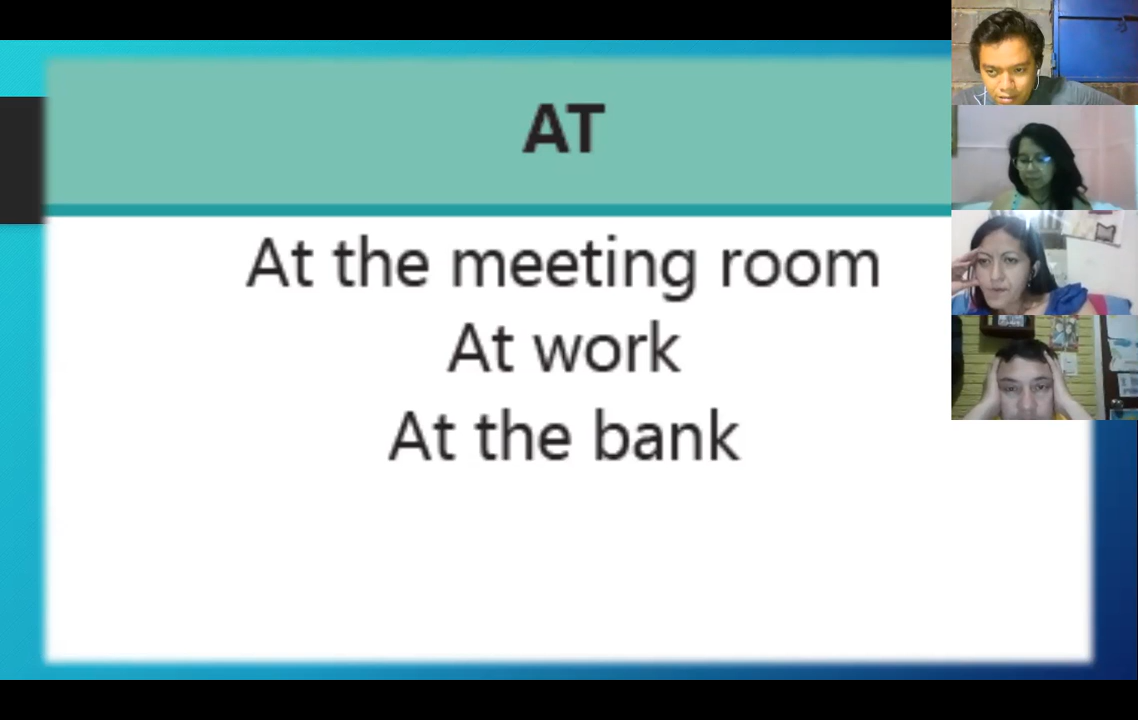 AT
At the meeting room
At work
At the bank